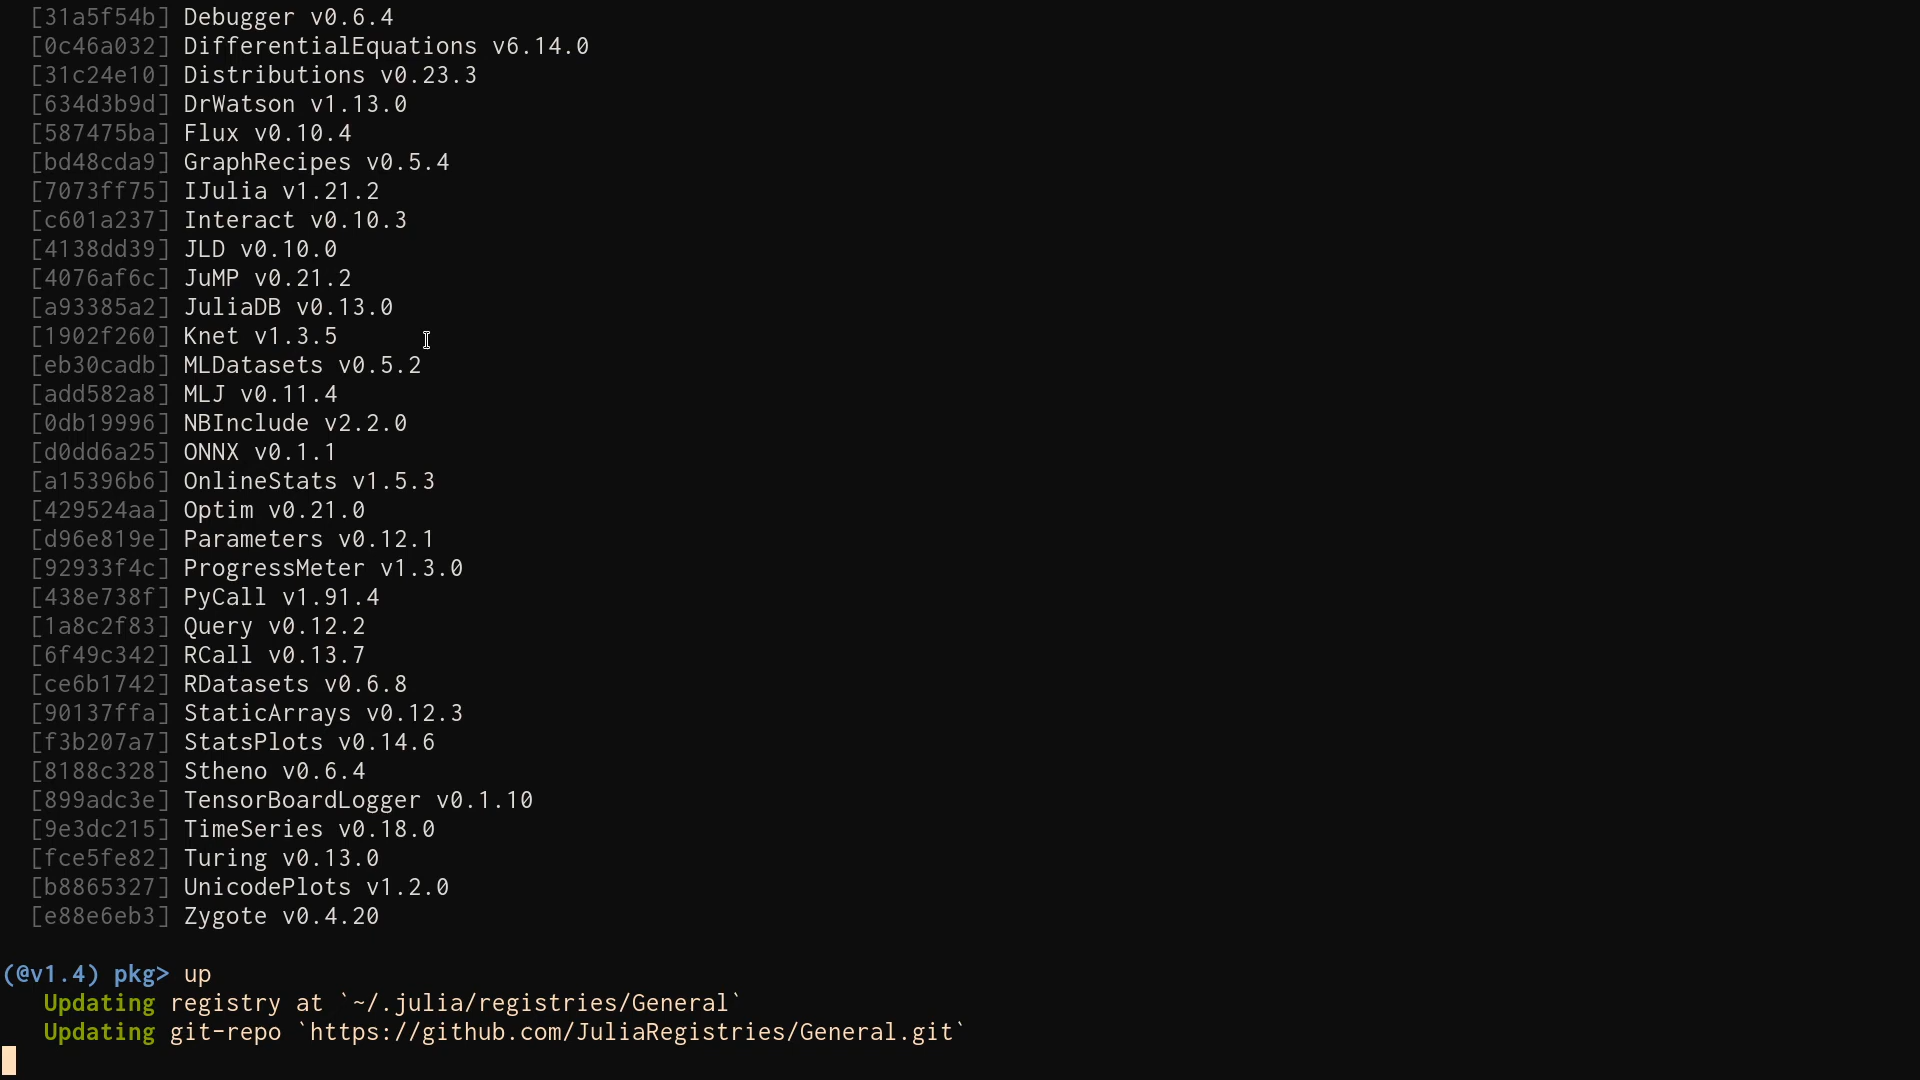 [31a5f54b] Debugger v0.6.4
[0c46a032] DifferentialEquations v6.14.0
[31c24e10] Distributions v0.23.3
[634d3b9d] DrWatson v1.13.0
[587475ba] Flux v0.10.4
[bd48cda9] GraphRecipes v0.5.4
[7073ff75] IJulia v1.21.2
[c601a237] Interact v0.10.3
[4138dd39] JLD v0.10.0
[4076af6c] JuMP v0.21.2
[a93385a2] JuliaDB v0.13.0
[1902f260] Knet v1.3.5
[eb30cadb] MLDatasets v0.5.2
[add582a8] MLJ v0.11.4
[0db19996] NBInclude v2.2.0
[d0dd6a25] ONNX v0.1.1
[a15396b6] OnlineStats v1.5.3
[429524aa] Optim v0.21.0
[d96e819e] Parameters v0.12.1
[92933f4c] ProgressMeter v1.3.0
[438e738f] PyCall v1.91.4
[1a8c2f83] Query v0.12.2
[6f49c342] RCall v0.13.7
[ce6b1742] RDatasets v0.6.8
[90137ffa] StaticArrays v0.12.3
[f3b207a7] StatsPlots v0.14.6
[8188c328] Stheno v0.6.4
[899adc3e] TensorBoardLogger v0.1.10
[9e3dc215] TimeSeries v0.18.0
[fce5fe82] Turing v0.13.0
[b8865327] UnicodePlots v1.2.0
[e88e6eb3] Zygote v0.4.20
(@v1.4) pkg> up
Updating registry at `~/.julia/registries/General`
Updating git-repo `https://github.com/JuliaRegistries/General.git`